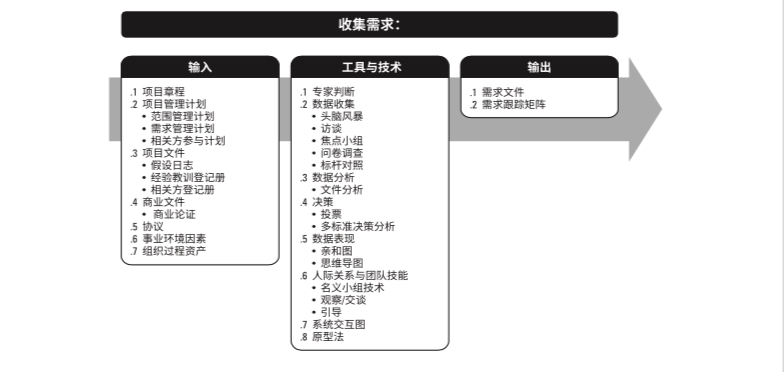 收集需求：
输入
.1 项目章程
.2 项目管理计划
• 范围管理计划
• 需求管理计划
• 相关方参与计划
.3 项目文件
• 假设日志
• 经验教训登记册
• 相关方登记册
.4 商业文件
• 商业论证
.5 协议
.6 事业环境因素
.7 组织过程资产
工具与技术
.1 专家判断
.2 数据收集
• 头脑风暴
• 访谈
• 焦点小组
• 问卷调查
• 标杆对照
.3 数据分析
• 文件分析
.4 决策
• 投票
• 多标准决策分析
.5 数据表现
• 亲和图
• 思维导图
.6 人际关系与团队技能
• 名义小组技术
• 观察/交谈
• 引导
.7 系统交互图
.8 原型法
输出
.1 需求文件
.2 需求跟踪矩阵